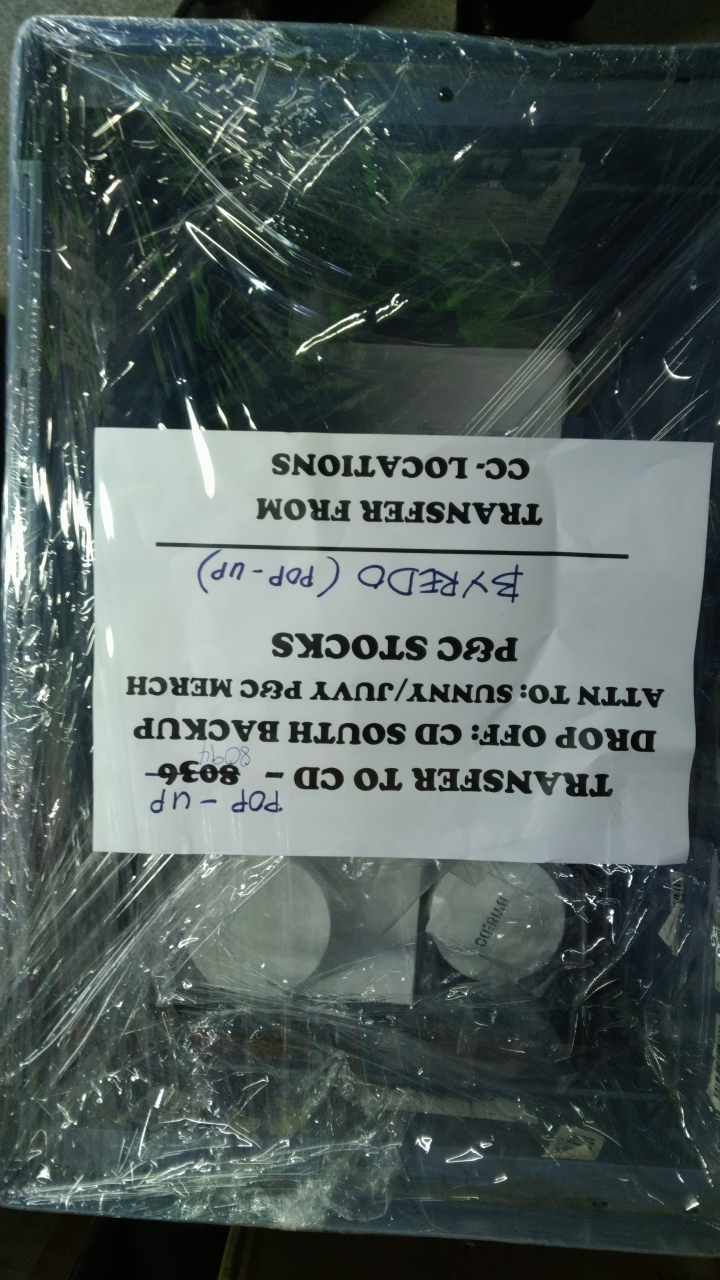 POP-UP
TRANSFER TO CD - 8036
8094
DROP OFF: CD SOUTH BACKUP
ATTN TO: SUNNY/JUVY P&C MERCH
P&C STOCKS
BYREDO (POP-UP)
TRANSFER FROM
CC-LOCATIONS
BYREDO